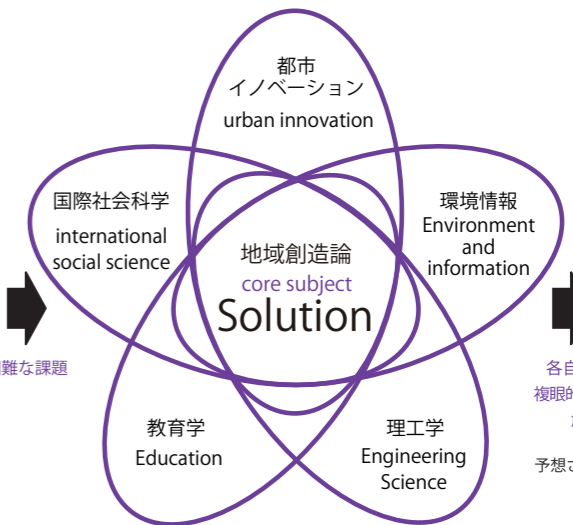 都市
イノベーション
urban innovation
国際社会科学
international
social science
環境情報
Environment
and
information
地域創造論
core subject
Solution
難な課題
各自
複眼的
教育学
Education
理工学
Engineering
Science
予想さ